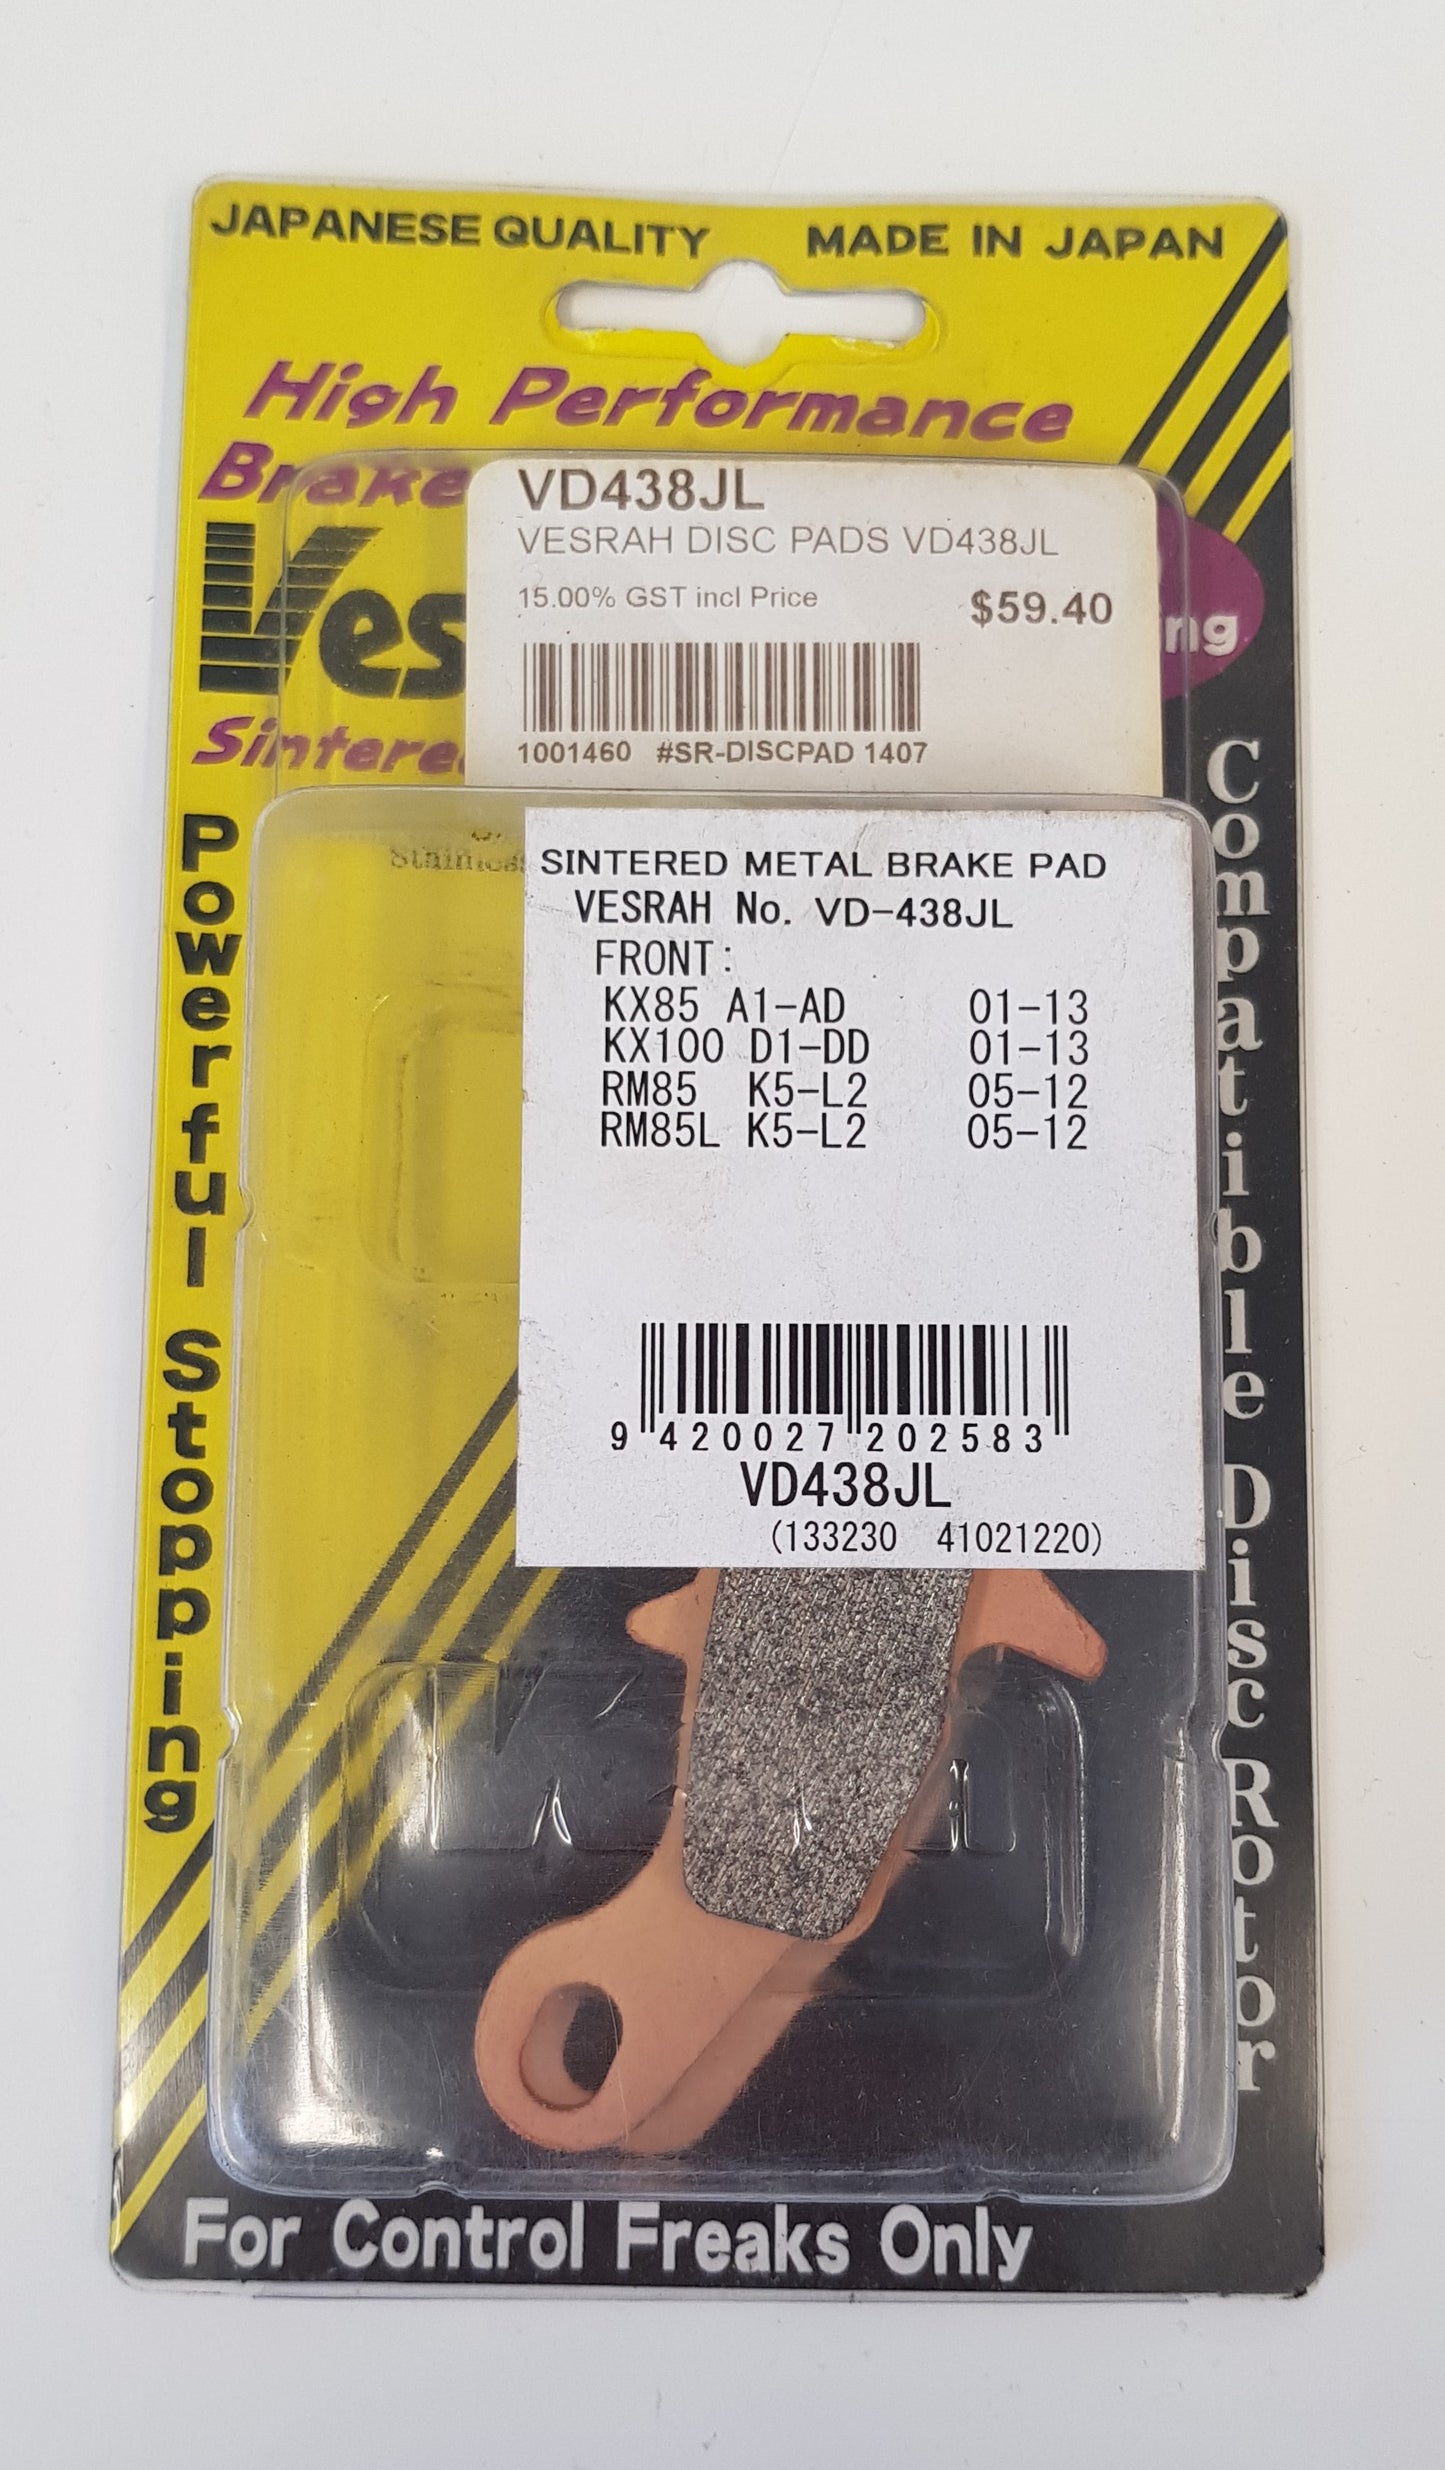 JAPANESE QUALITY MADE IN JAPAN
High Performance
Brake
VD438JL
VESRAH DISC PADS VD438JL
15.00% GST incl Price $59.40
1001460 #SR-DISCPAD 1407
Powerful Stopping
SINTERED METAL BRAKE PAD
VESRAH No. VD-438JL
FRONT:
KX85 A1-AD 01-13
KX100 D1-DD 01-13
RM85 K5-L2 05-12
RM85L K5-L2 05-12
9 420027 202583
VD438JL
(133230 41021220)
Compatible Disc Rotor
For Control Freaks Only